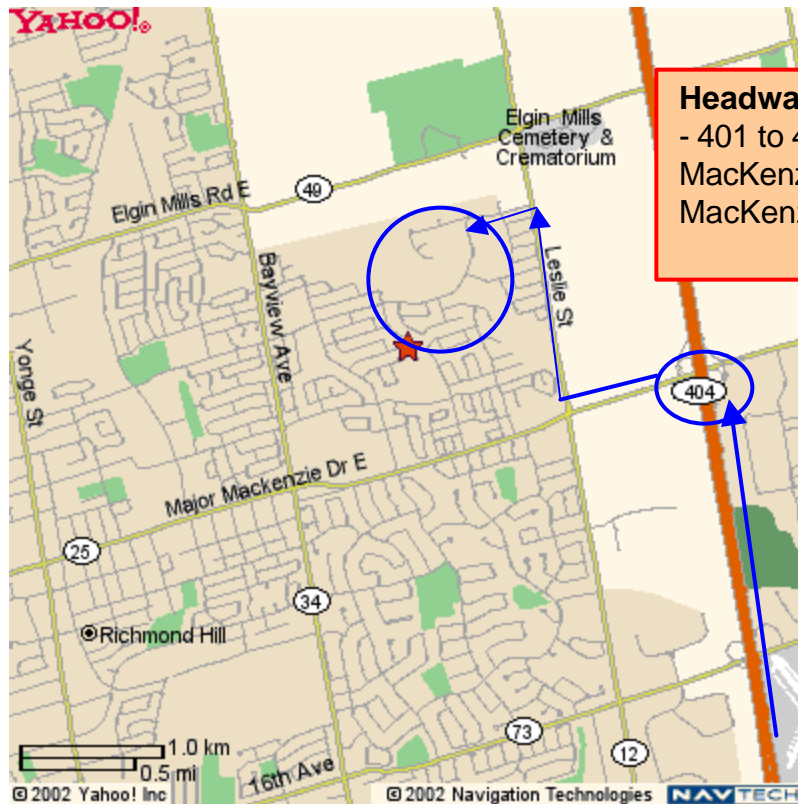 YAHOO!®
Headwa
- 401 to 4
MacKenz
MacKen
Elgin Mills
Cemetery &
Crematorium
49
Elgin Mills Rd E
Bayview Ave
Leslie St
Yonge St
404
Major Mackenzie Dr E
25
34
Richmond Hill
73
12
1.0 km
0.5 mi
16th Ave
© 2002 Yahoo! Inc
© 2002 Navigation Technologies
NAVTECH